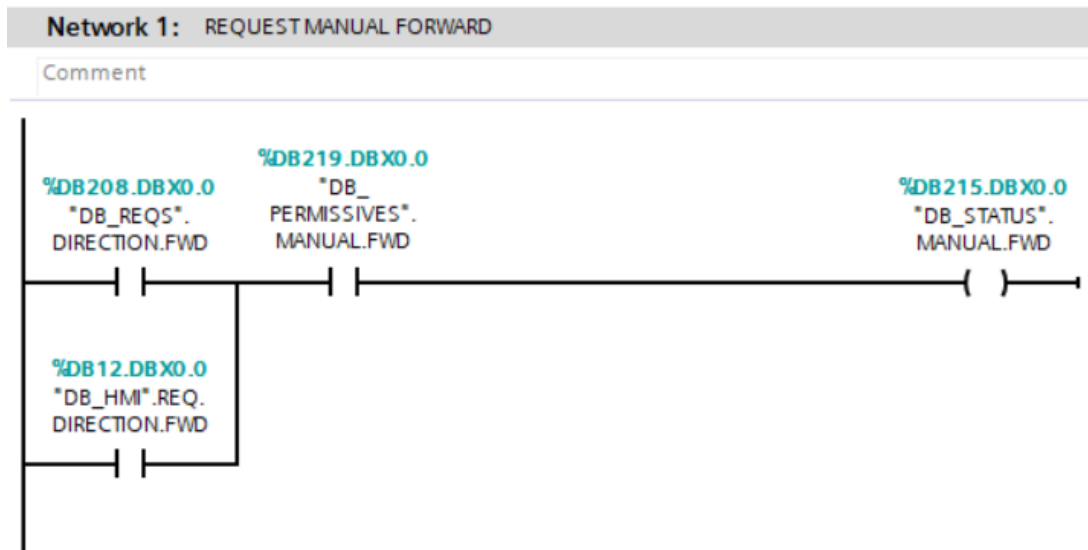 Network 1: REQUEST MANUAL FORWARD
Comment
%DB208.DBX0.0
"DB_REQS".
DIRECTION.FWD
%DB219.DBX0.0
"DB_
PERMISSIVES".
MANUAL.FWD
%DB215.DBX0.0
"DB_STATUS".
MANUAL.FWD
%DB12.DBX0.0
"DB_HMI".REQ.
DIRECTION.FWD